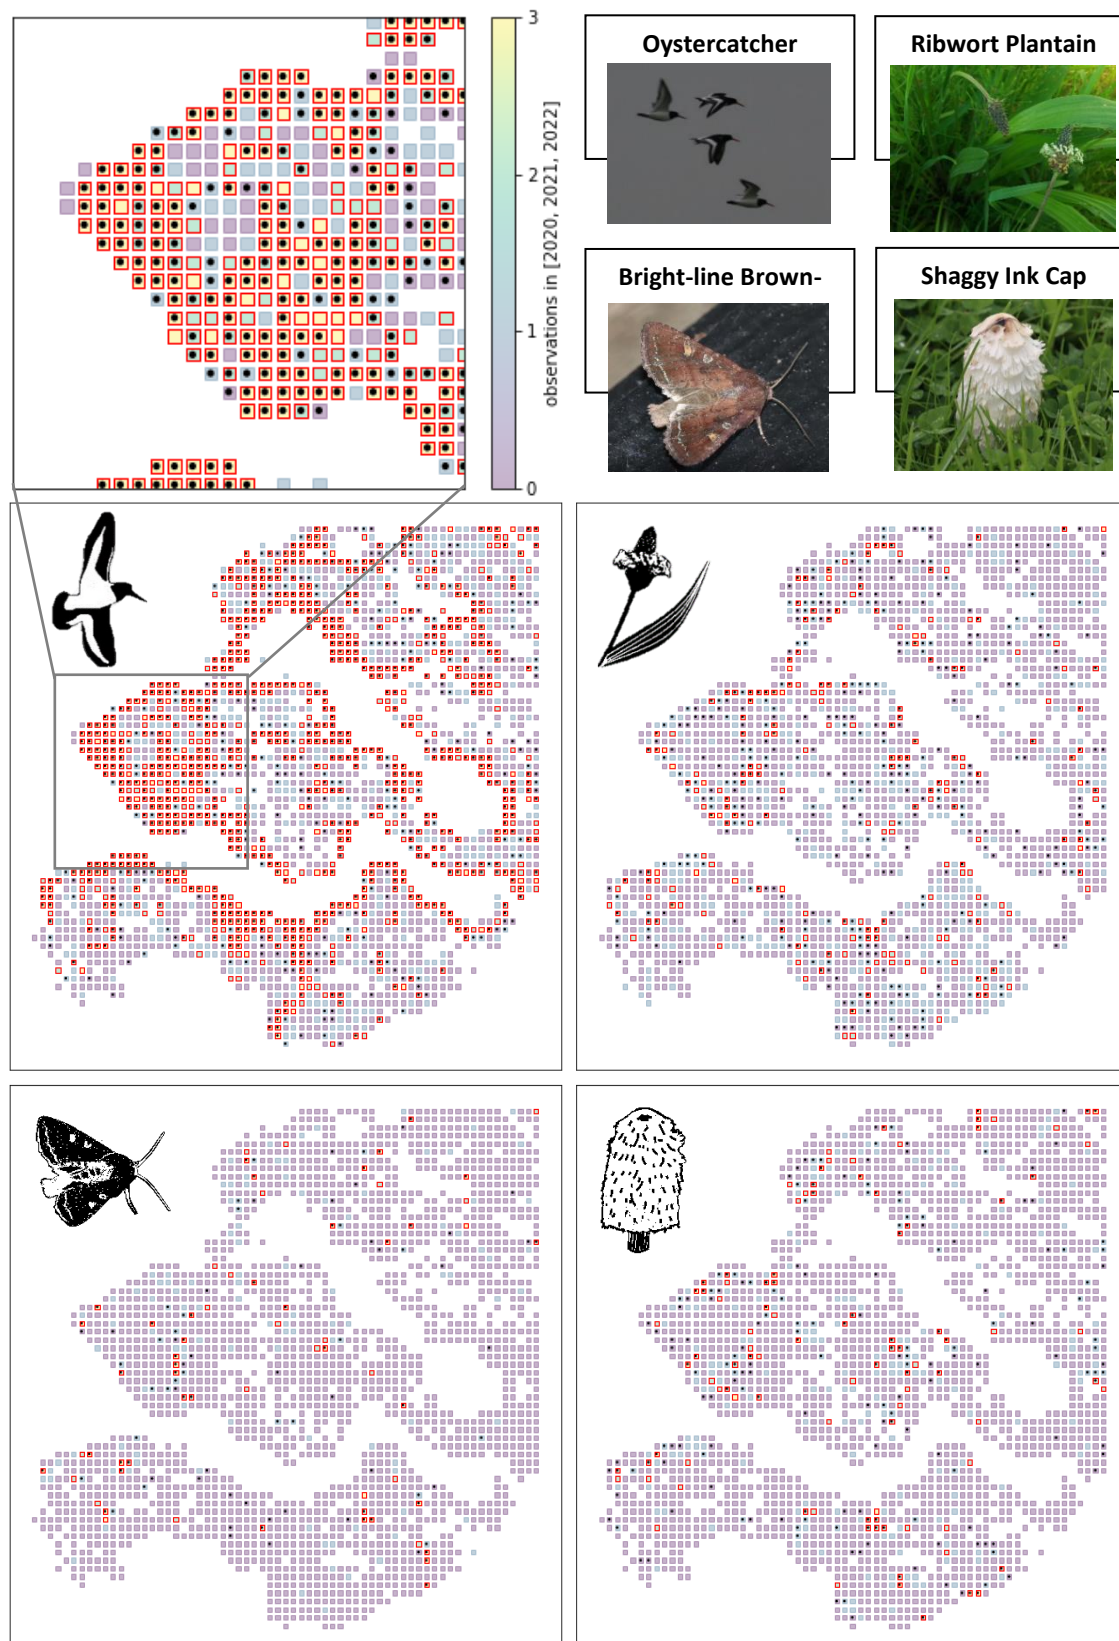 3
2
1
0
observations in [2020, 2021, 2022]
Oystercatcher
Ribwort Plantain
Bright-line Brown-
Shaggy Ink Cap